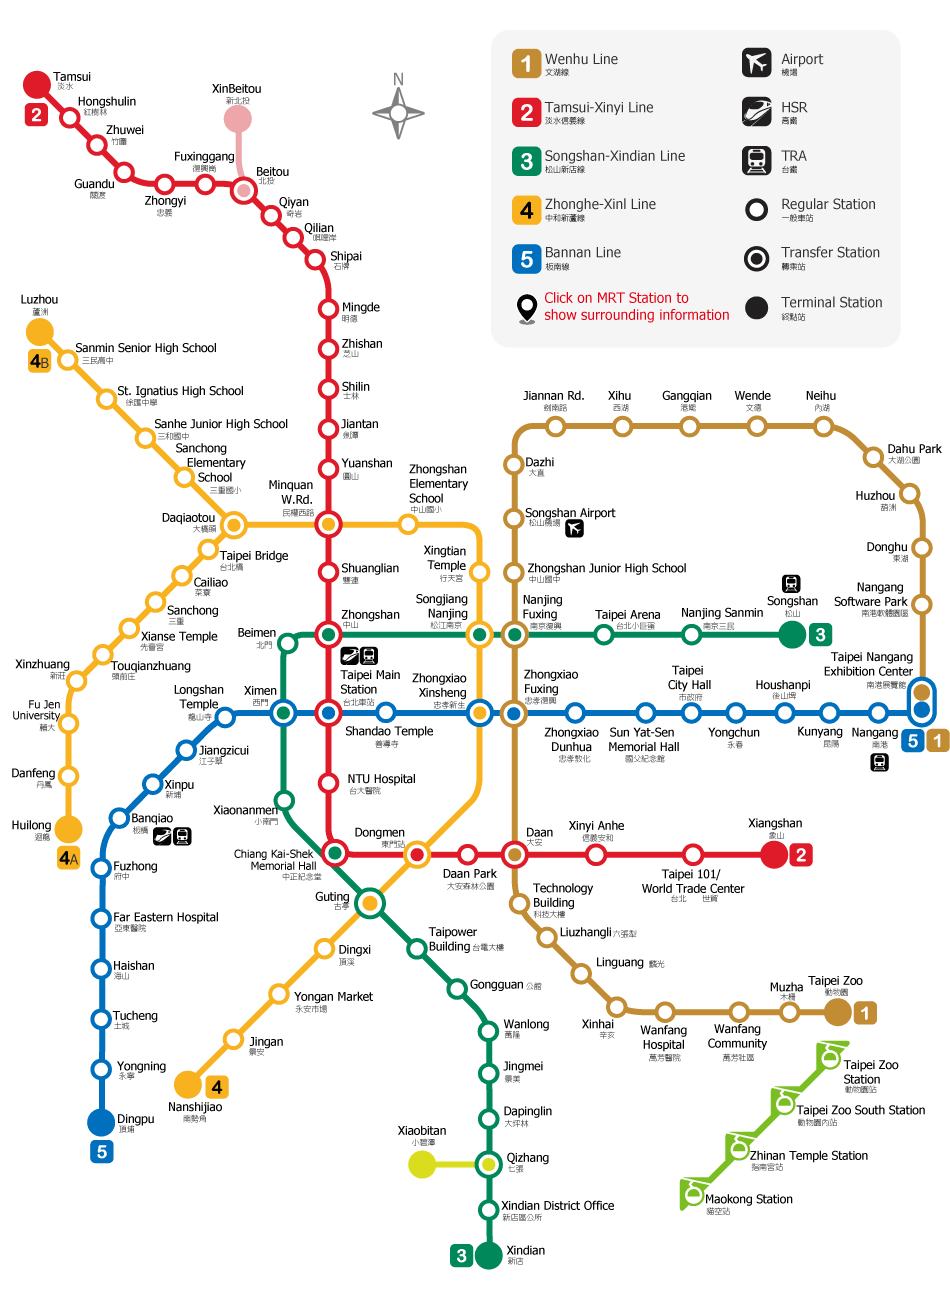 N
1 Wenhu Line
文湖線
2 Tamsui-Xinyi Line
淡水信義線
3 Songshan-Xindian Line
松山新店線
4 Zhonghe-Xinl Line
中和新蘆線
5 Bannan Line
板南線
Click on MRT Station to
show surrounding information
Airport
機場
HSR
高鐵
TRA
台鐵
Regular Station
一般車站
Transfer Station
轉乘站
Terminal Station
終點站
Tamsui
淡水
2
Hongshulin
紅樹林
Zhuwei
竹圍
Guandu
關渡
Zhongyi
忠義
Fuxinggang
復興崗
XinBeitou
新北投
Beitou
北投
Qiyan
奇岩
Qilian
唭哩岸
Shipai
石牌
Mingde
明德
Zhishan
芝山
Shilin
士林
Jiantan
劍潭
Yuanshan
圓山
Minquan
W.Rd.
民權西路
Luzhou
蘆洲
4B
Sanmin Senior High School
三民高中
St. Ignatius High School
徐匯中學
Sanhe Junior High School
三和國中
Sanchong
Elementary
School
三重國小
Daqiaotou
大橋頭
Taipei Bridge
台北橋
Cailiao
菜寮
Sanchong
三重
Xianse Temple
先嗇宮
Touqianzhuang
頭前庄
Xinzhuang
新莊
Fu Jen
University
輔大
Danfeng
丹鳳
Huilong
迴龍
4A
Zhongshan
Elementary
School
中山國小
Xingtian
Temple
行天宮
Songjiang
Nanjing
松江南京
Shuanglian
雙連
Zhongshan
中山
Beimen
北門
Taipei Main
Station
台北車站
Longshan
Temple
龍山寺
Ximen
西門
Shandao Temple
善導寺
Zhongxiao
Xinsheng
忠孝新生
Jiannan Rd.
劍南路
Xihu
西湖
Gangqian
港墘
Wende
文德
Neihu
內湖
Dahu Park
大湖公園
Huzhou
葫洲
Donghu
東湖
Nangang
Software Park
南港軟體園區
Taipei Nangang
Exhibition Center
南港展覽館
5 1
Dazhi
大直
Songshan Airport
松山機場
Zhongshan Junior High School
中山國中
Nanjing
Fuxing
南京復興
Taipei Arena
台北小巨蛋
Nanjing Sanmin
南京三民
Songshan
松山
3
Zhongxiao
Fuxing
忠孝復興
Zhongxiao
Dunhua
忠孝敦化
Taipei
City Hall
市政府
Sun Yat-Sen
Memorial Hall
國父紀念館
Yongchun
永春
Houshanpi
後山埤
Kunyang
昆陽
Nangang
南港
Jiangzicui
江子翠
Xinpu
新埔
Banqiao
板橋
Fuzhong
府中
Far Eastern Hospital
亞東醫院
Haishan
海山
Tucheng
土城
Yongning
永寧
Dingpu
頂埔
5
NTU Hospital
台大醫院
Xiaonanmen
小南門
Chiang Kai-Shek
Memorial Hall
中正紀念堂
Dongmen
東門站
Daan Park
大安森林公園
Daan
大安
Xinyi Anhe
信義安和
Taipei 101/
World Trade Center
台北 世貿
Xiangshan
象山
2
Guting
古亭
Dingxi
頂溪
Yongan Market
永安市場
Jingan
景安
Nanshijiao
南勢角
4
Taipower
Building 台電大樓
Gongguan 公館
Wanlong
萬隆
Jingmei
景美
Dapinglin
大坪林
Xiaobitan
小碧潭
Qizhang
七張
Xindian District Office
新店區公所
3
Xindian
新店
Technology
Building
科技大樓
Liuzhangli 六張犁
Linguang 麟光
Xinhai
辛亥
Wanfang
Hospital
萬芳醫院
Wanfang
Community
萬芳社區
Muzha
木柵
Taipei Zoo
動物園
1
Taipei Zoo
Station
動物園站
Taipei Zoo South Station
動物園內站
Zhinan Temple Station
指南宮站
Maokong Station
貓空站